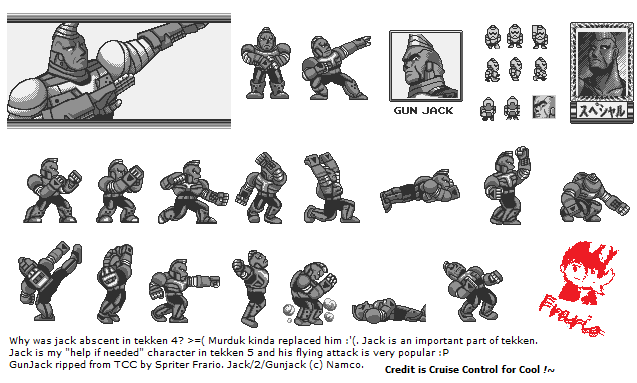 GUN JACK
スペシャル
Frario
Why was jack abscent in tekken 4? >=( Murduk kinda replaced him :'(. Jack is an important part of tekken.
Jack is my "help if needed" character in tekken 5 and his flying attack is very popular :P
GunJack ripped from TCC by Spriter Frario. Jack/2/Gunjack (c) Namco.
Credit is Cruise Control for Cool !~